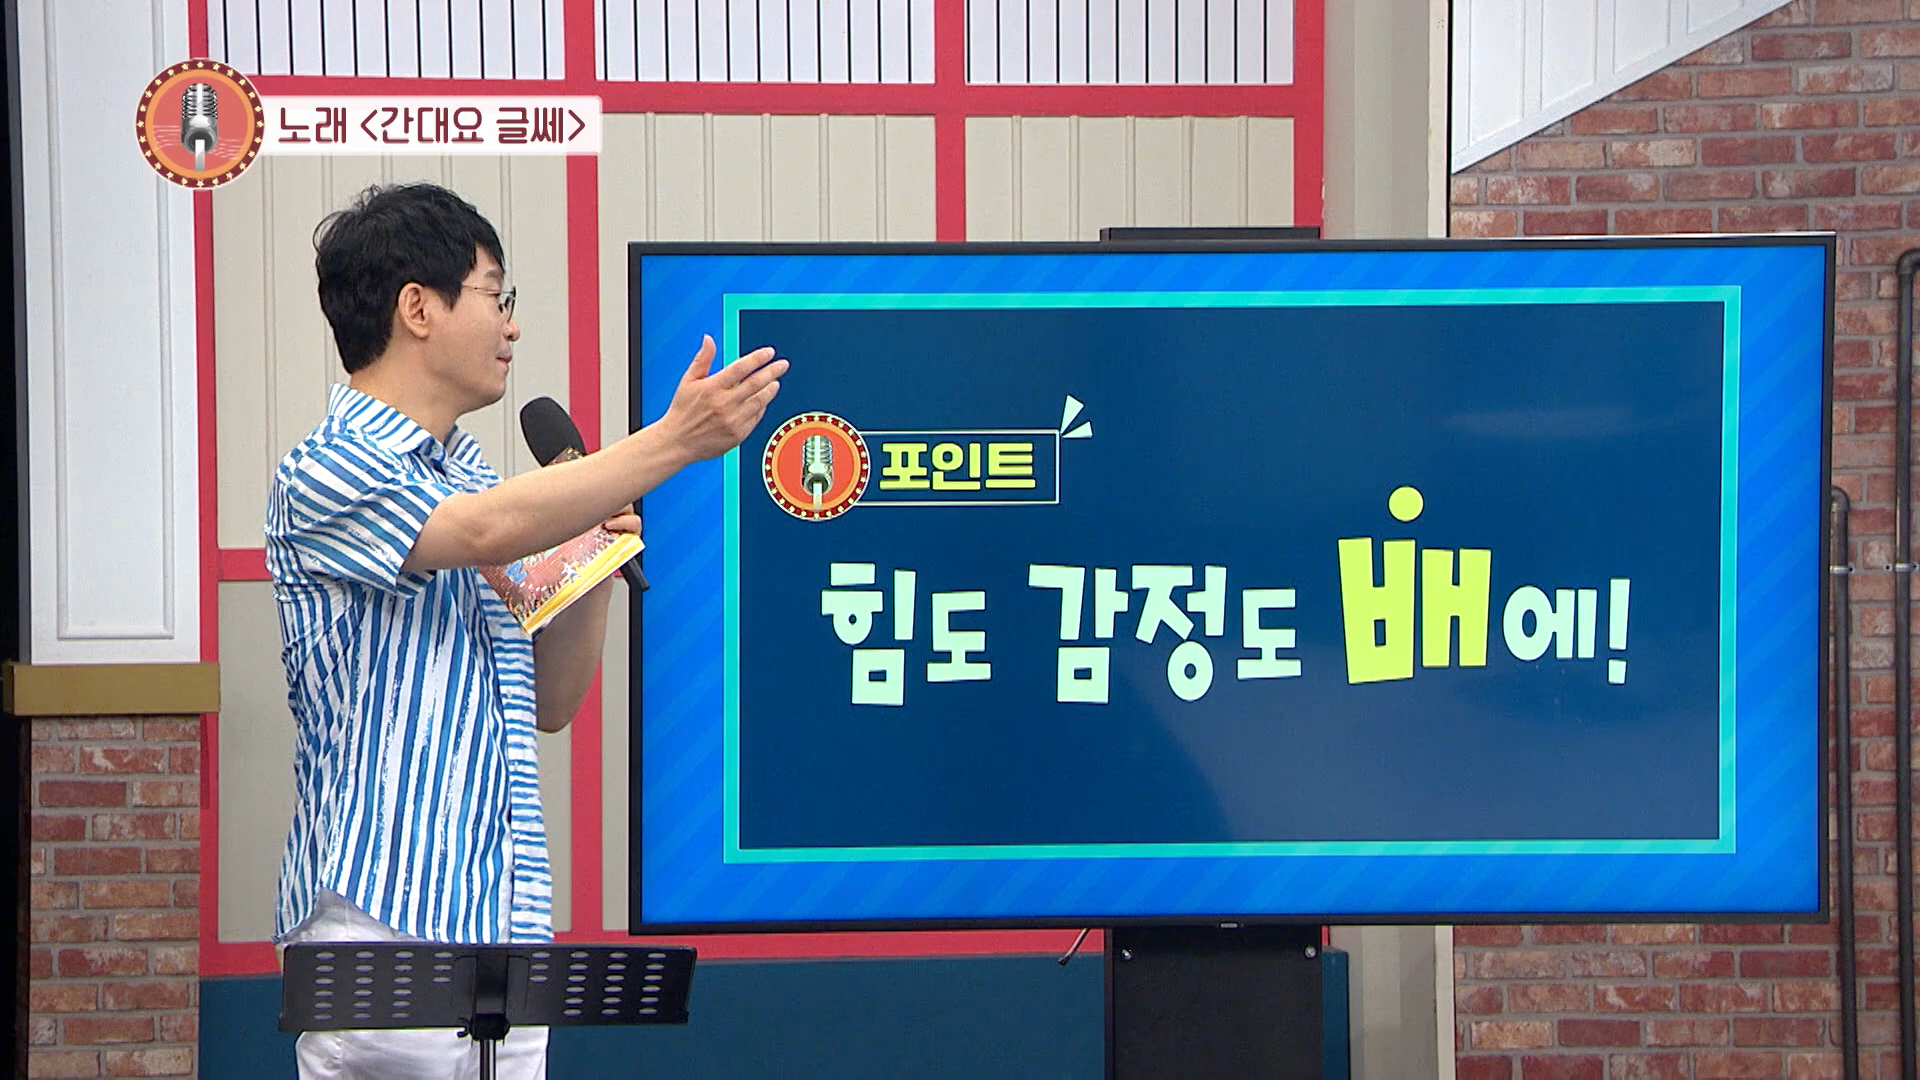 노래 <간대요 글쎄>
포인트
힘도 감정도 배에!